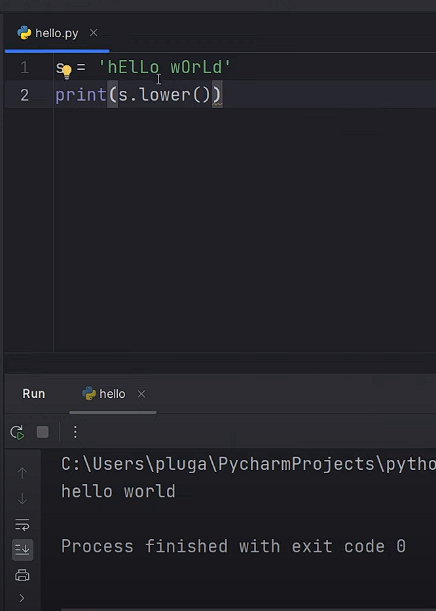 hello.py
1 s = 'hElLo wOrLd'
2 print(s.lower())
Run hello
C:\Users\pluga\PycharmProjects\pytho
hello world
Process finished with exit code 0